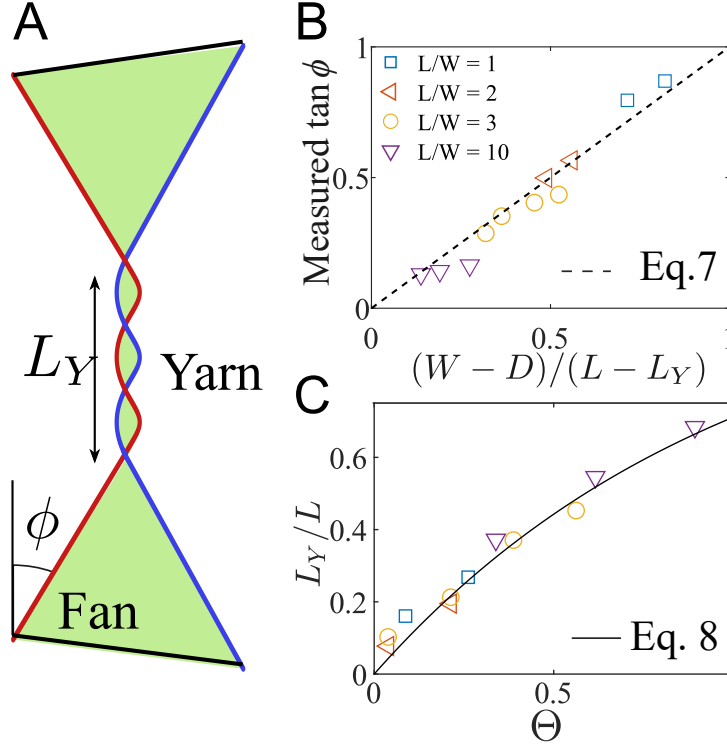 A
L_Y
Yarn
ϕ
Fan
B
Measured tan ϕ
1
0.5
0
L/W = 1
L/W = 2
L/W = 3
L/W = 10
Eq.7
0
0.5
1
(W − D)/(L − L_Y)
C
L_Y/L
0.6
0.4
0.2
0
Eq. 8
0
0.5
Θ